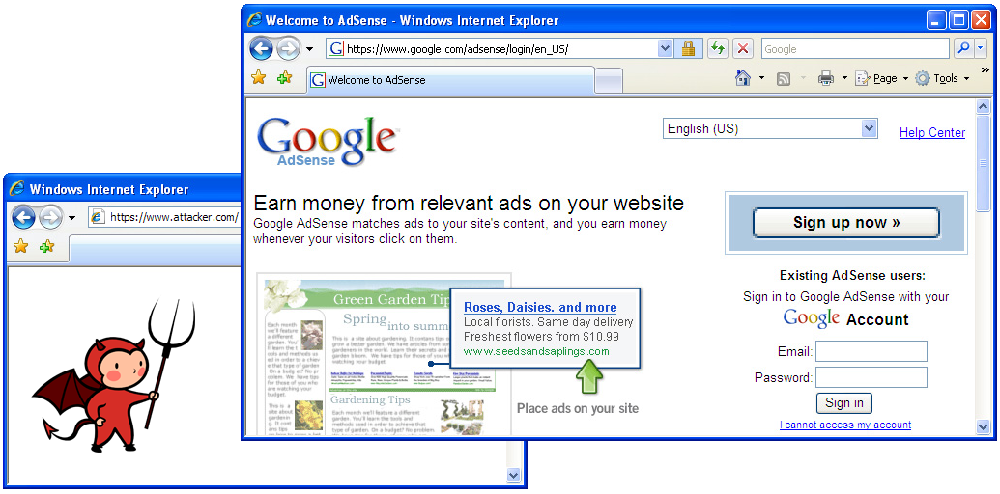 Welcome to AdSense - Windows Internet Explorer
https://www.google.com/adsense/login/en_US/
Google
Welcome to AdSense
Page
Tools
Google
AdSense
English (US)
Help Center
Earn money from relevant ads on your website
Google AdSense matches ads to your site's content, and you earn money
whenever your visitors click on them.
Sign up now »
Existing AdSense users:
Sign in to Google AdSense with your
Google Account
Email:
Password:
Sign in
I cannot access my account
Green Garden Tips
Spring
into summe
Roses, Daisies. and more
Local florists. Same day delivery
Freshest flowers from $10.99
www.seedsandsaplings.com
Gardening Tips
Place ads on your site
Windows Internet Explorer
https://www.attacker.com/